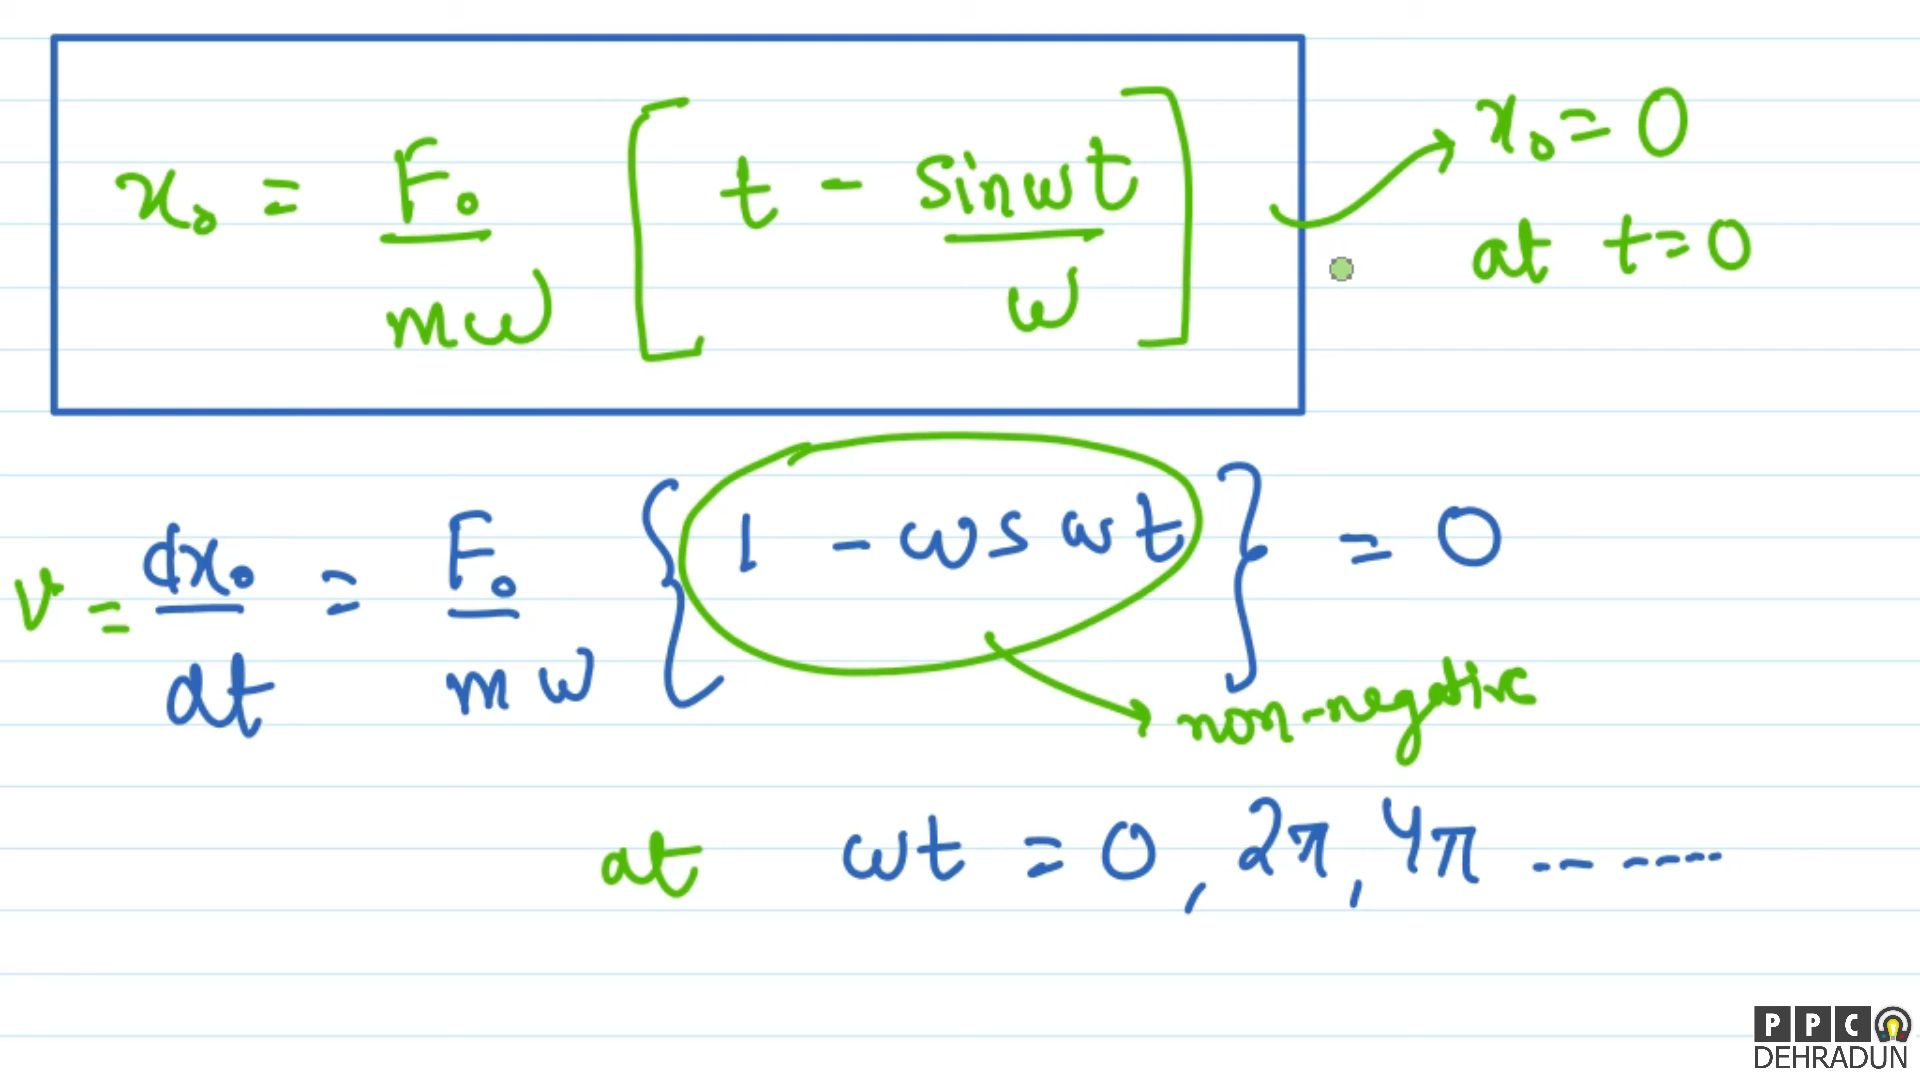 x₀ = F₀/mω [ t - sinωt/ω ] → x₀ = 0
at t = 0
v = dx₀/dt = F₀/mω { 1 - cos ωt } = 0
→ non-negative
at ωt = 0, 2π, 4π -- ----
PPC
DEHRADUN